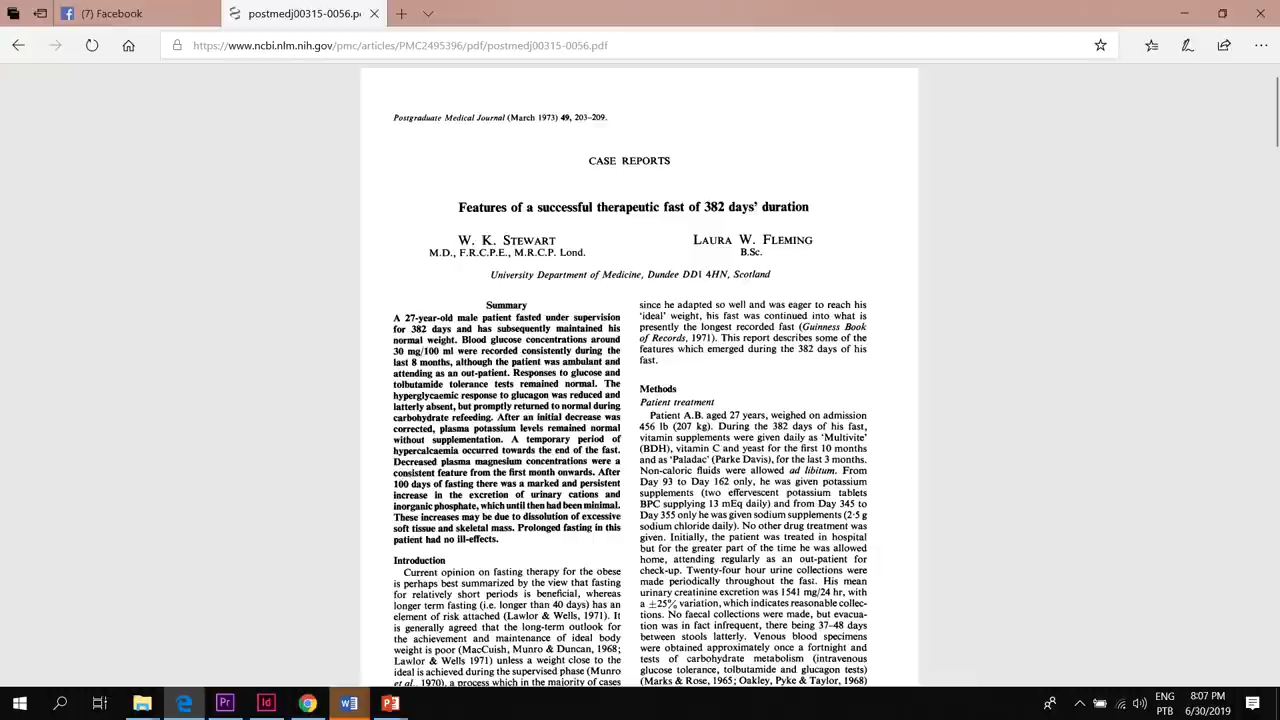 postmedj00315-056.p
https://www.ncbi.nlm.nih.gov/pmc/articles/PMC2495396/pdf/postmedj00315-0056.pdf
Postgraduate Medical Journal (March 1973) 49, 203–209.
CASE REPORTS
Features of a successful therapeutic fast of 382 days' duration
W. K. STEWART
M.D., F.R.C.P.E., M.R.C.P. Lond.
LAURA W. FLEMING
B.Sc.
University Department of Medicine, Dundee DD1 4HN, Scotland
Summary
A 27-year-old male patient fasted under supervision
for 382 days and has subsequently maintained his
normal weight. Blood glucose concentrations around
30 mg/100 ml were recorded consistently during the
last 8 months, although the patient was ambulant and
attending as an out-patient. Responses to glucose and
tolbutamide tolerance tests remained normal. The
hyperglycaemic response to glucagon was reduced and
latterly absent, but promptly returned to normal during
carbohydrate refeeding. After an initial decrease was
corrected, plasma potassium levels remained normal
without supplementation. A temporary period of
hypercalcaemia occurred towards the end of the fast.
Decreased plasma magnesium concentrations were a
consistent feature from the first month onwards. After
100 days of fasting there was a marked and persistent
increase in the excretion of urinary cations and
inorganic phosphate, which until then had been minimal.
These increases may be due to dissolution of excessive
soft tissue and skeletal mass. Prolonged fasting in this
patient had no ill-effects.
Introduction
Current opinion on fasting therapy for the obese
is perhaps best summarized by the view that fasting
for relatively short periods is beneficial, whereas
longer term fasting (i.e. longer than 40 days) has an
element of risk attached (Lawlor & Wells, 1971). It
is generally agreed that the long-term outlook for
the achievement and maintenance of ideal body
weight is poor (MacCuish, Munro & Duncan, 1968;
Lawlor & Wells 1971) unless a weight close to the
ideal is achieved during the supervised phase (Munro
et al., 1970), a process which in the majority of cases
since he adapted so well and was eager to reach his
'ideal' weight, his fast was continued into what is
presently the longest recorded fast (Guinness Book
of Records, 1971). This report describes some of the
features which emerged during the 382 days of his
fast.
Methods
Patient treatment
Patient A.B. aged 27 years, weighed on admission
456 lb (207 kg). During the 382 days of his fast,
vitamin supplements were given daily as 'Multivite'
(BDH), vitamin C and yeast for the first 10 months
and as 'Paladac' (Parke Davis), for the last 3 months.
Non-caloric fluids were allowed ad libitum. From
Day 93 to Day 162 only, he was given potassium
supplements (two effervescent potassium tablets
BPC supplying 13 mEq daily) and from Day 345 to
Day 355 only he was given sodium supplements (2·5 g
sodium chloride daily). No other drug treatment was
given. Initially, the patient was treated in hospital
but for the greater part of the time he was allowed
home, attending regularly as an out-patient for
check-up. Twenty-four hour urine collections were
made periodically throughout the fast. His mean
urinary creatinine excretion was 1541 mg/24 hr, with
a ±25% variation, which indicates reasonable collec-
tions. No faecal collections were made, but evacua-
tion was in fact infrequent, there being 37–48 days
between stools latterly. Venous blood specimens
were obtained approximately once a fortnight and
tests of carbohydrate metabolism (intravenous
glucose tolerance, tolbutamide and glucagon tests)
(Marks & Rose, 1965; Oakley, Pyke & Taylor, 1968)
Pr
Id
ENG
PTB
8:07 PM
6/30/2019